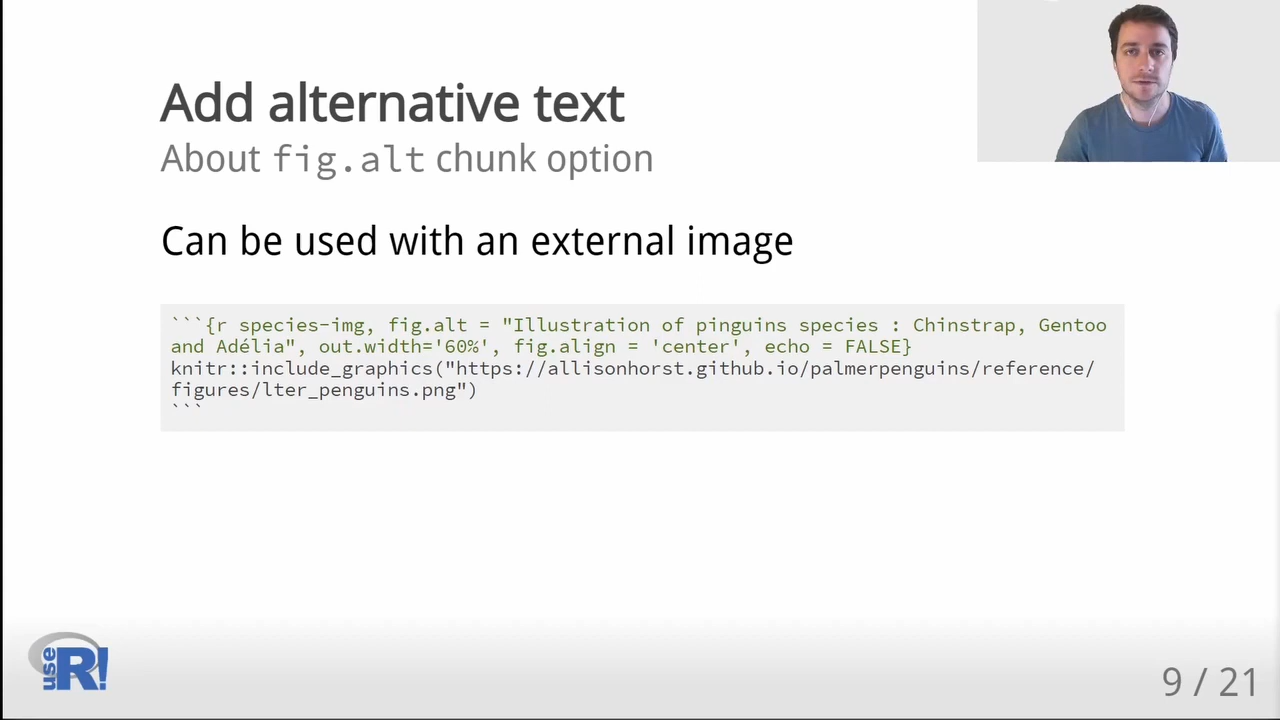 Add alternative text
About fig.alt chunk option
Can be used with an external image
```{r species-img, fig.alt = "Illustration of pinguins species : Chinstrap, Gentoo
and Adélia", out.width='60%', fig.align = 'center', echo = FALSE}
knitr::include_graphics("https://allisonhorst.github.io/palmerpenguins/reference/
figures/lter_penguins.png")
```
use R!
9 / 21